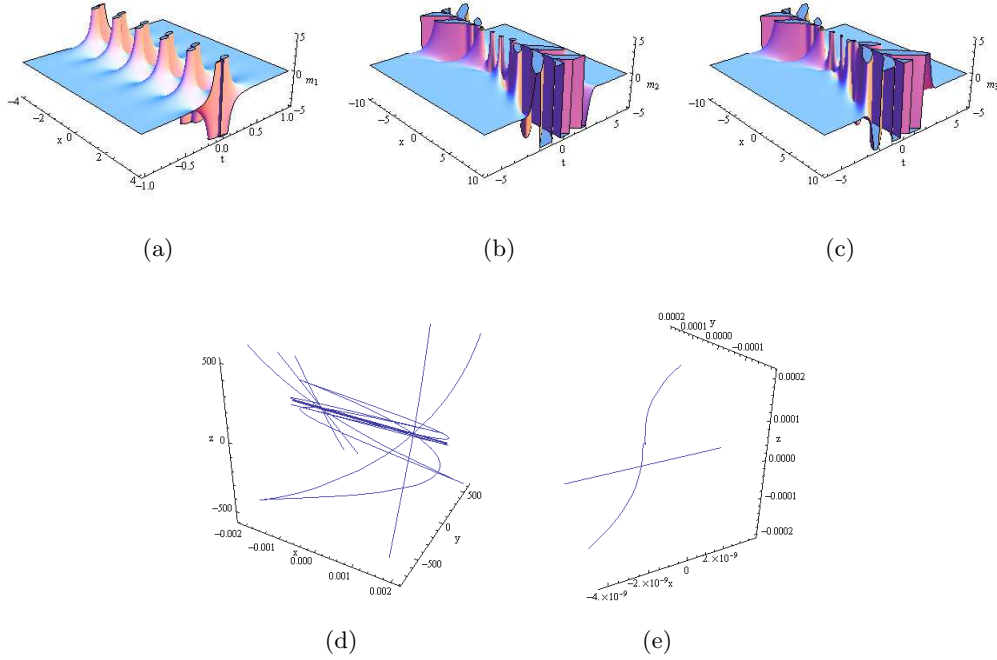 5
0
m1
-5
-4
-2
x 0
2
4
-1.0
-0.5
0.0
t
0.5
1.0
(a)
5
0
m2
-5
-10
-5
x 0
5
10
-5
0
t
5
(b)
5
0
m3
-5
-10
-5
x 0
5
10
-5
0
t
5
(c)
500
z 0
-500
-0.002
-0.001
x
0.000
0.001
0.002
500
0
y
-500
(d)
0.0002
0.0001 y
0.0000
-0.0001
0.0002
0.0001
z
0.0000
-0.0001
-0.0002
-4.×10⁻⁹
-2.×10⁻⁹x
0
2.×10⁻⁹
(e)